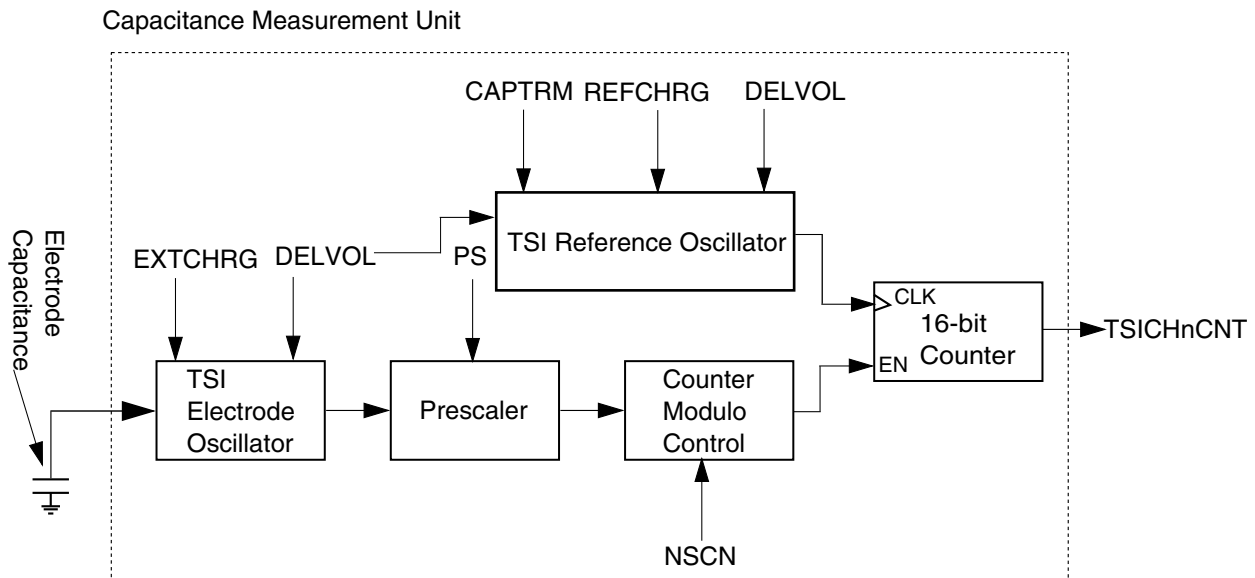 Capacitance Measurement Unit
CAPTRM REFCHRG DELVOL
TSI Reference Oscillator
EXTCHRG DELVOL PS
Electrode
Capacitance
CLK
16-bit
Counter
EN
TSICHnCNT
TSI
Electrode
Oscillator
Prescaler
Counter
Modulo
Control
NSCN